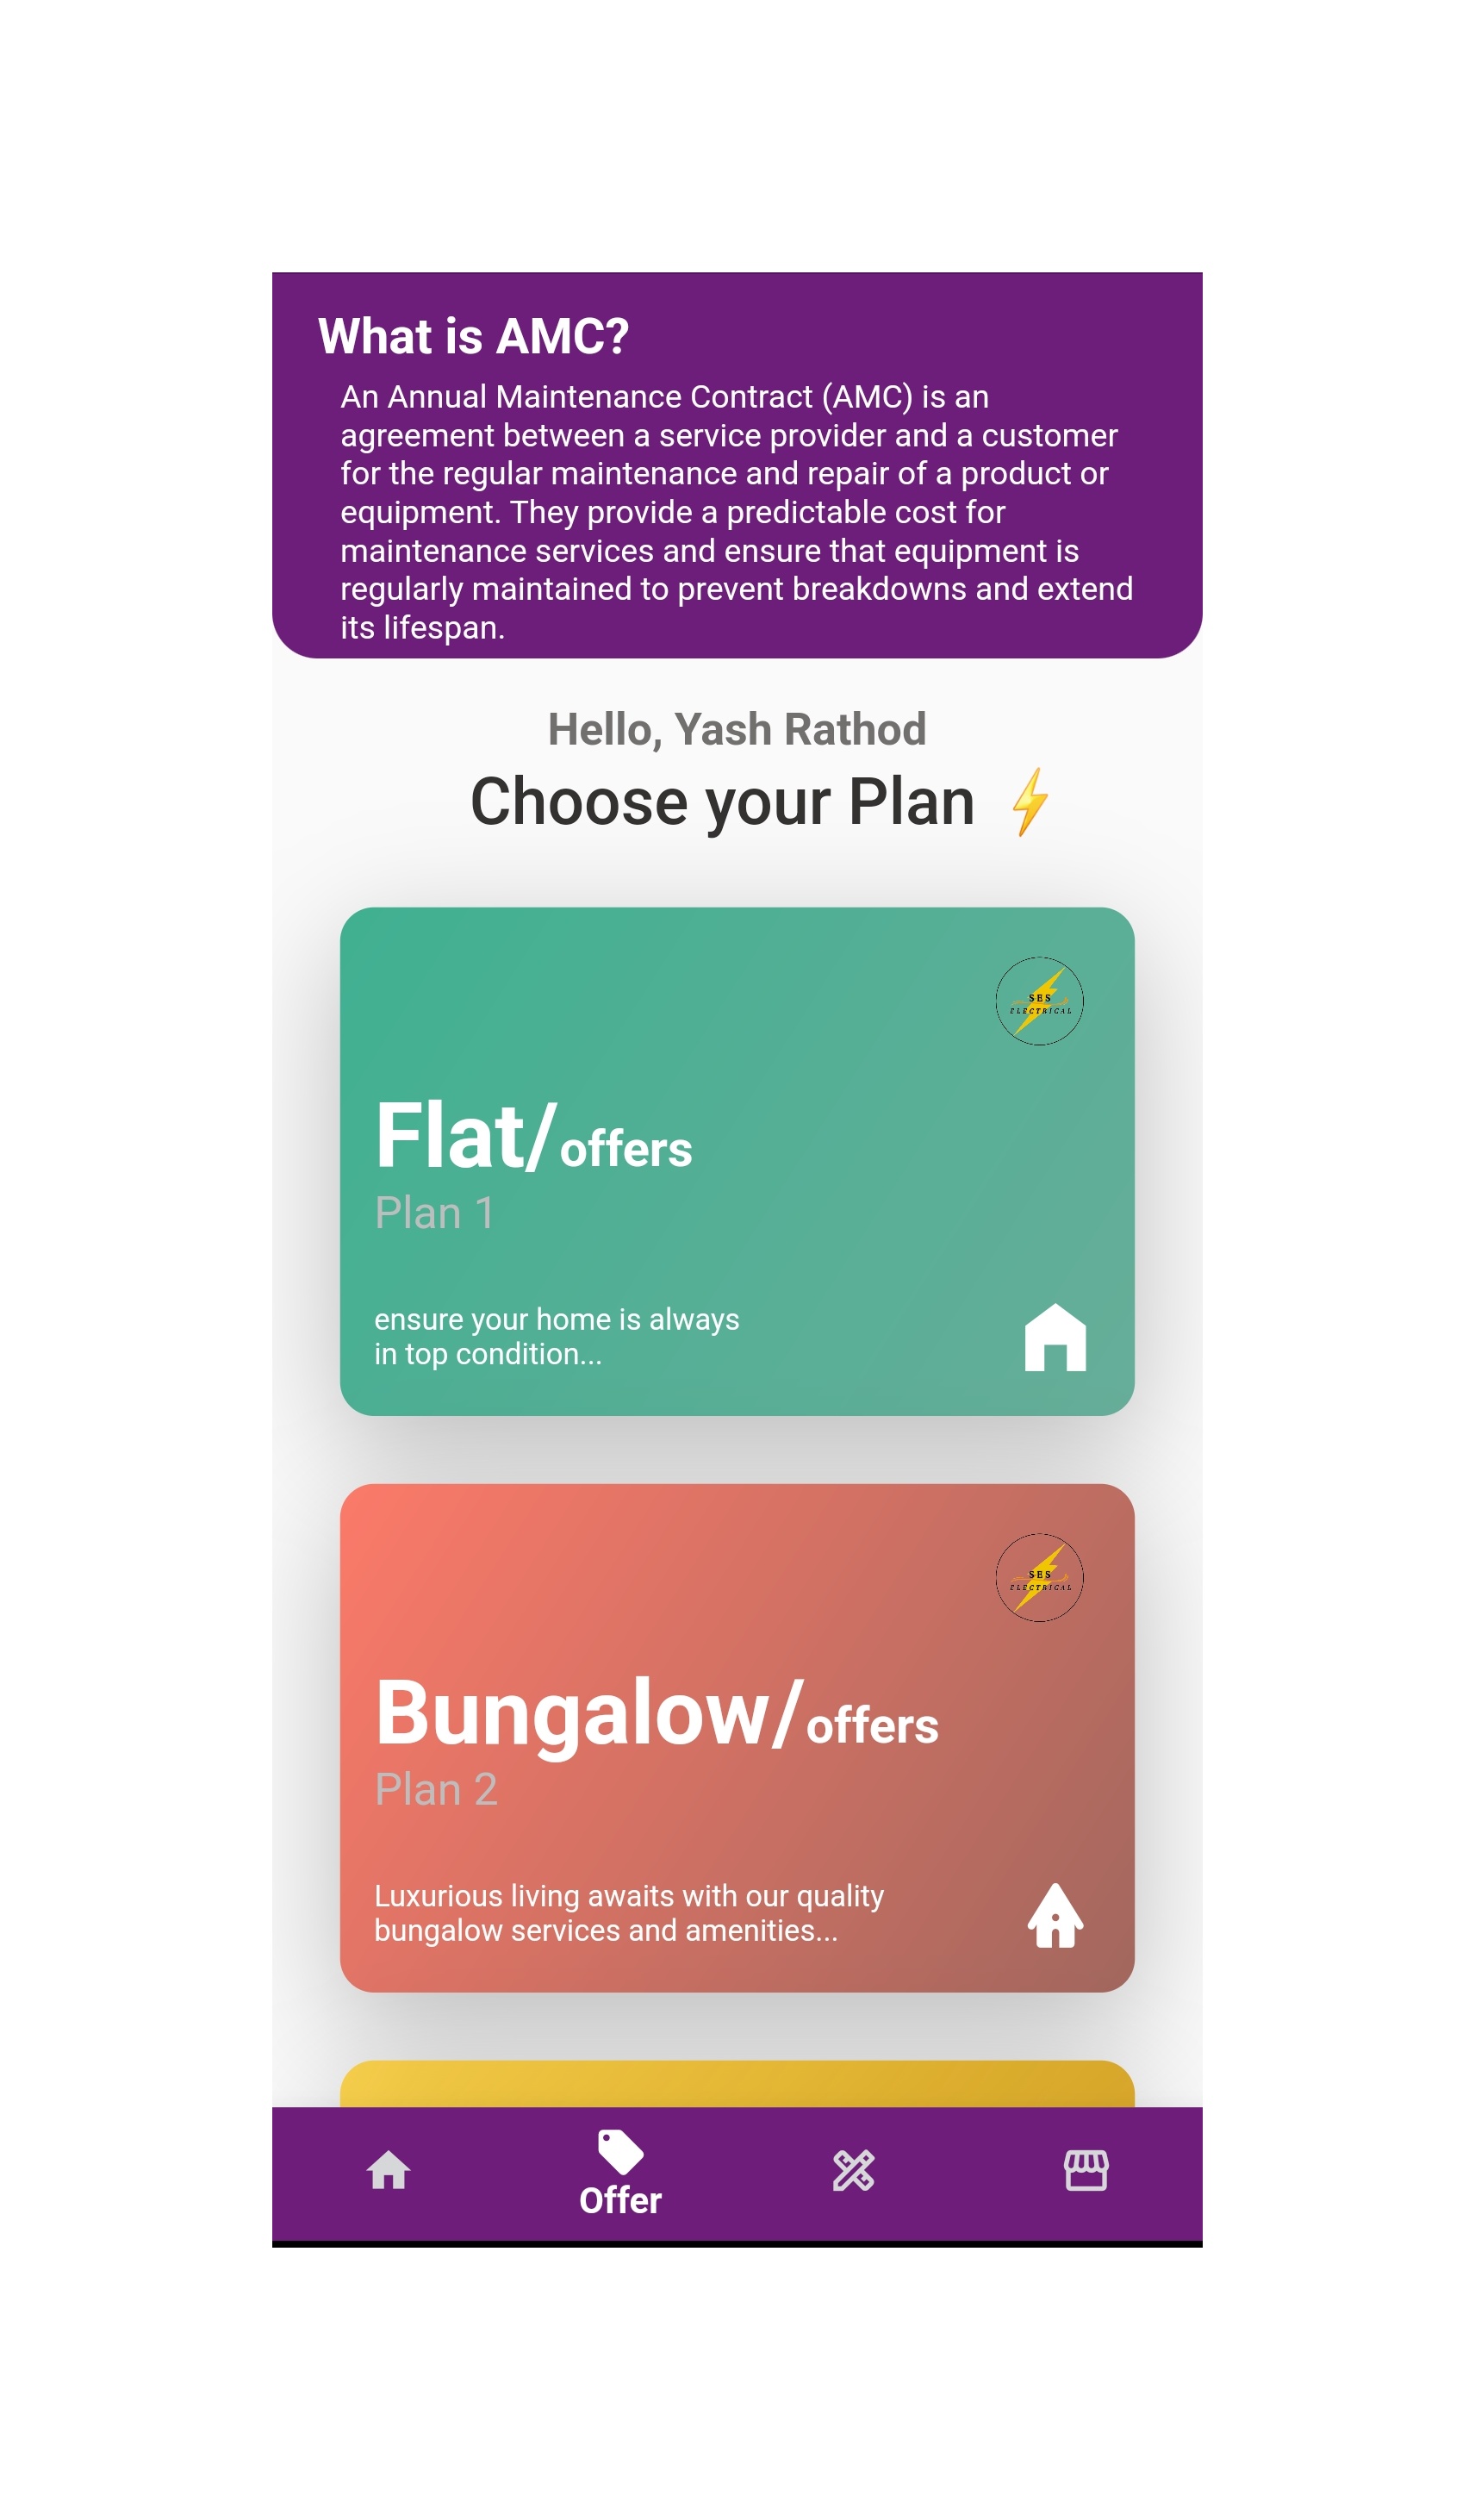 What is AMC?
An Annual Maintenance Contract (AMC) is an
agreement between a service provider and a customer
for the regular maintenance and repair of a product or
equipment. They provide a predictable cost for
maintenance services and ensure that equipment is
regularly maintained to prevent breakdowns and extend
its lifespan.
Hello, Yash Rathod
Choose your Plan ⚡
SES
ELECTRICAL
Flat/offers
Plan 1
ensure your home is always
in top condition...
SES
ELECTRICAL
Bungalow/offers
Plan 2
Luxurious living awaits with our quality
bungalow services and amenities...
Offer